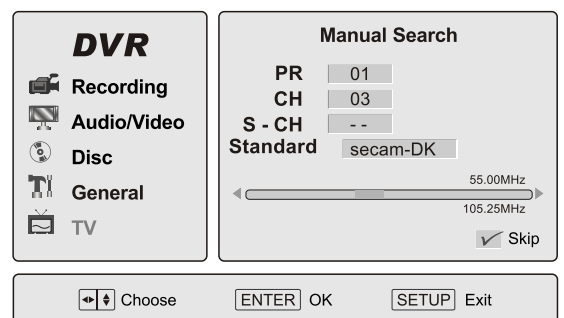 DVR
Recording
Audio/Video
Disc
General
TV
Manual Search
PR 01
CH 03
S - CH - -
Standard secam-DK
55.00MHz
105.25MHz
Skip
Choose ENTER OK SETUP Exit